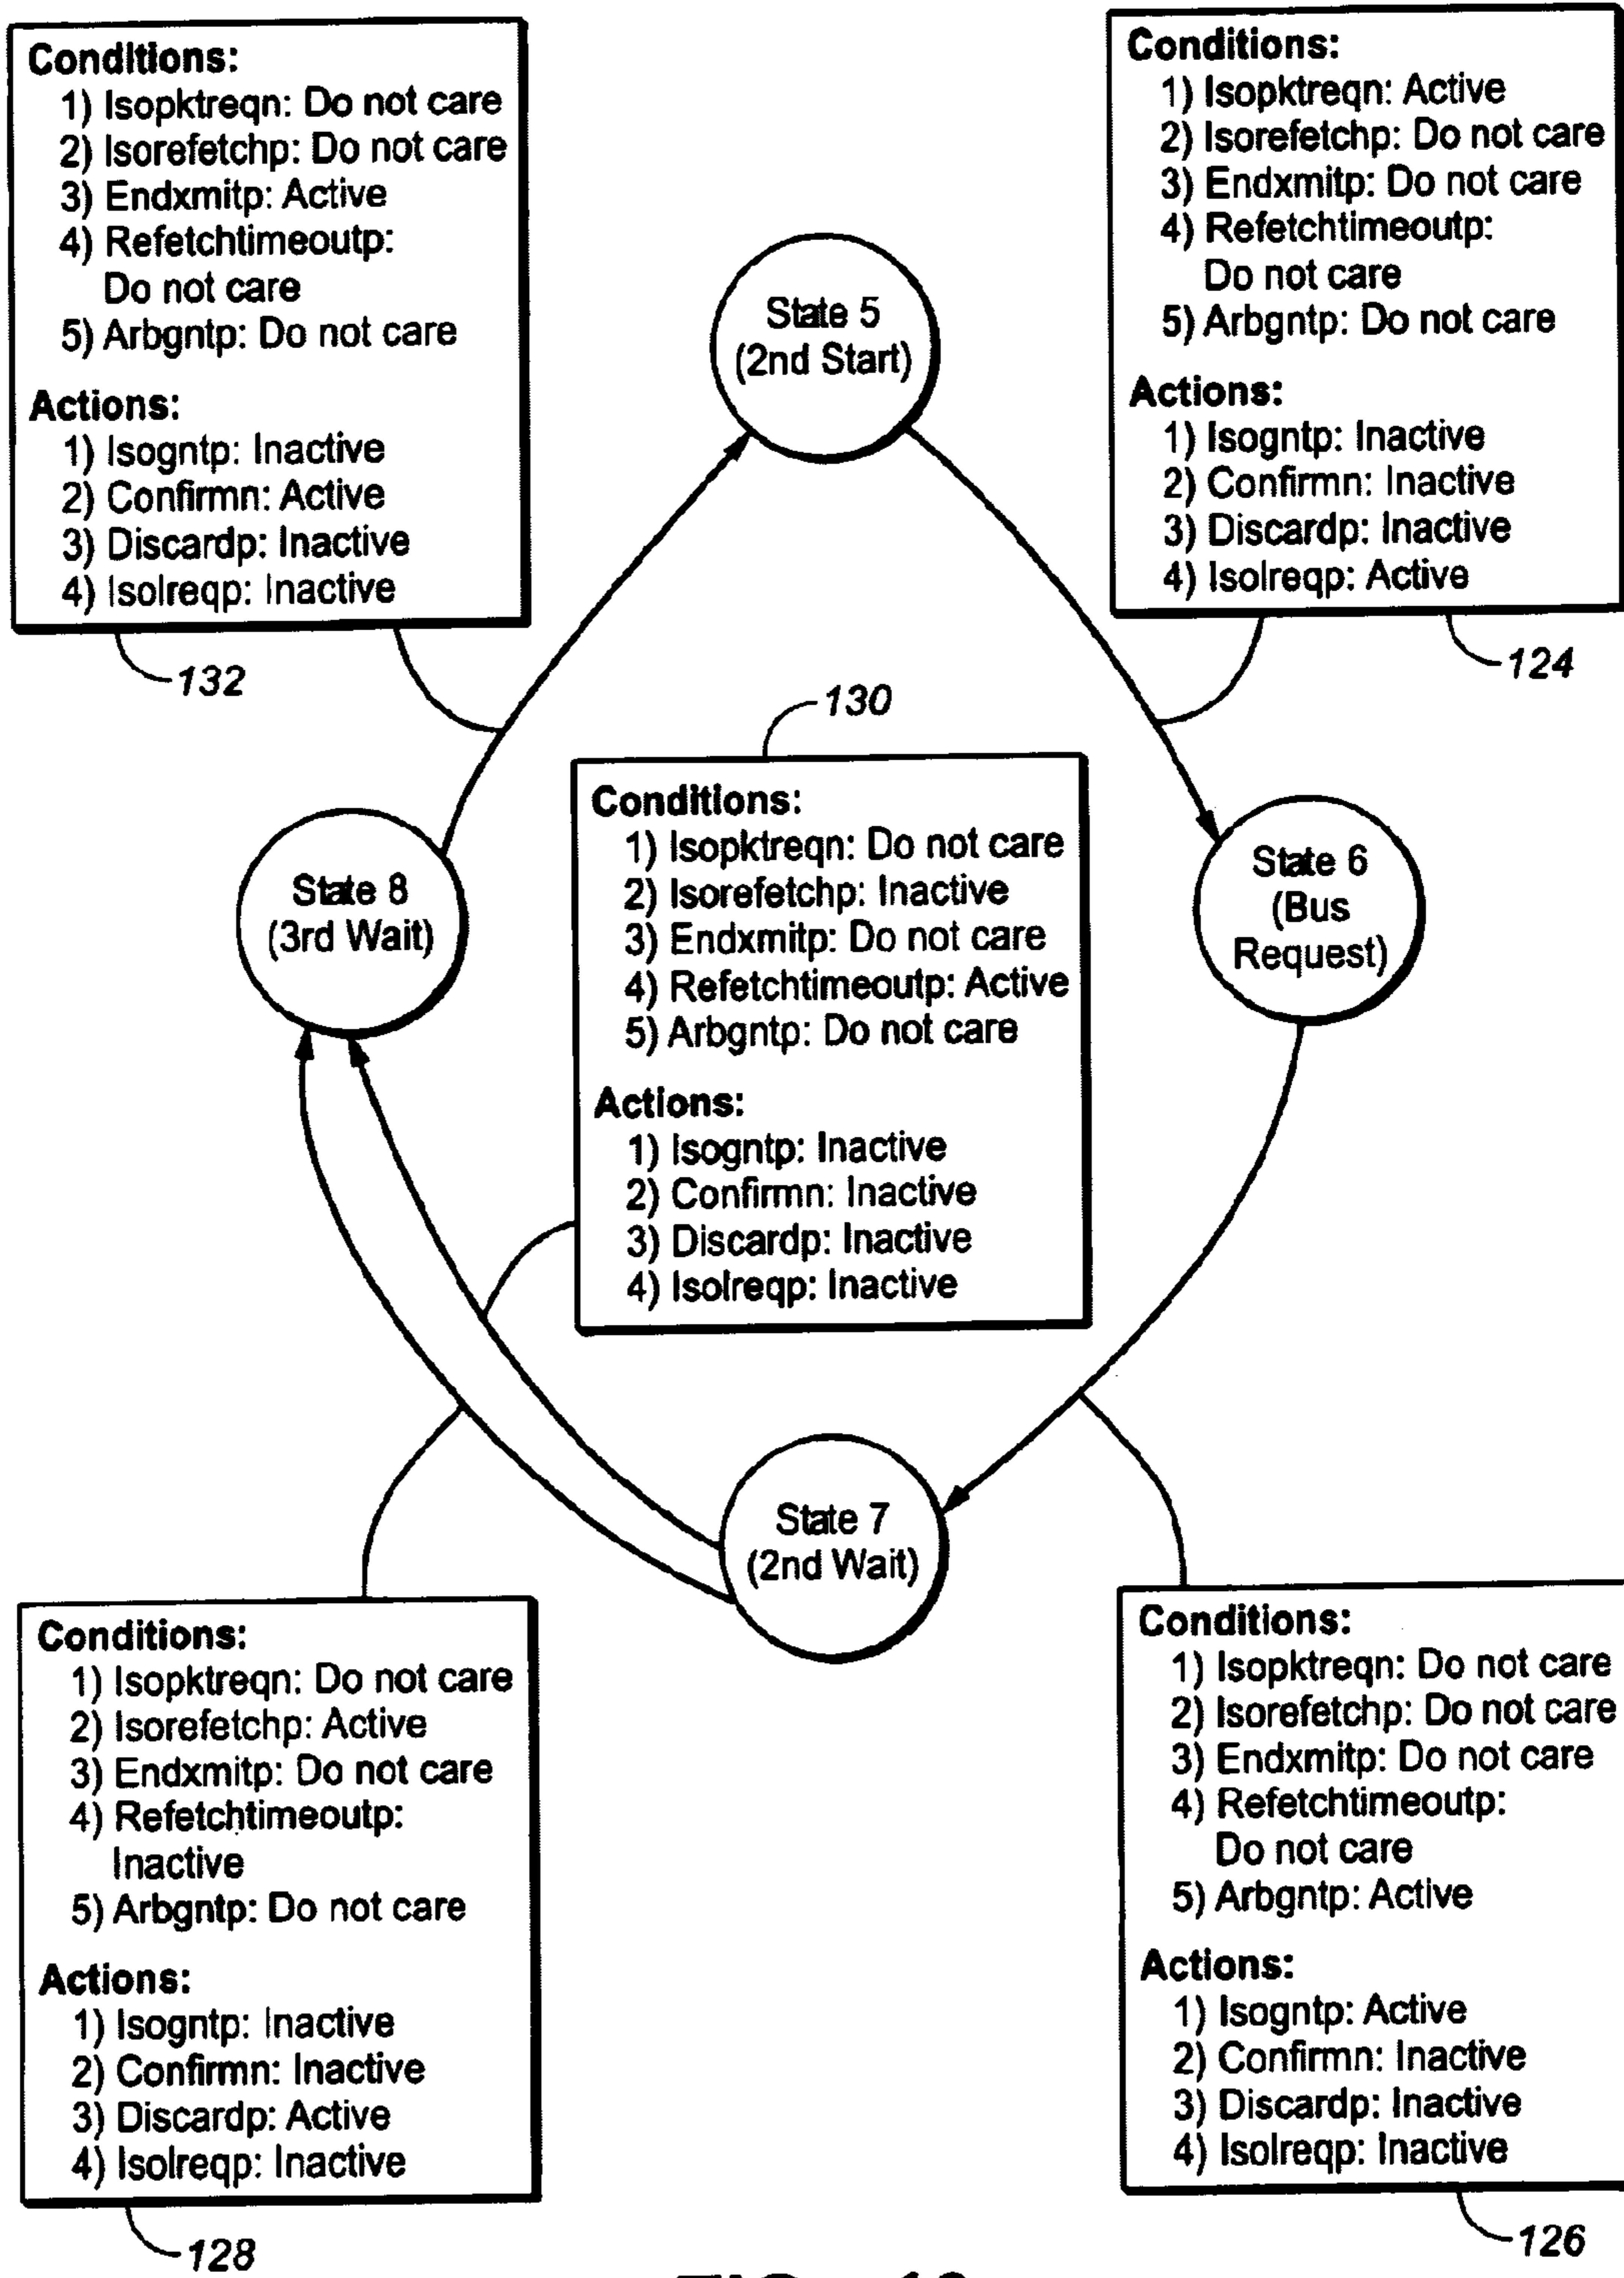 Conditions:
1) Isopktreqn: Do not care
2) Isorefetchp: Do not care
3) Endxmitp: Active
4) Refetchtimeoutp:
Do not care
5) Arbgntp: Do not care
Actions:
1) Isogntp: Inactive
2) Confirmn: Active
3) Discardp: Inactive
4) Isolreqp: Inactive
132
Conditions:
1) Isopktreqn: Active
2) Isorefetchp: Do not care
3) Endxmitp: Do not care
4) Refetchtimeoutp:
Do not care
5) Arbgntp: Do not care
Actions:
1) Isogntp: Inactive
2) Confirmn: Inactive
3) Discardp: Inactive
4) Isolreqp: Active
124
State 5
(2nd Start)
130
Conditions:
1) Isopktreqn: Do not care
2) Isorefetchp: Inactive
3) Endxmitp: Do not care
4) Refetchtimeoutp: Active
5) Arbgntp: Do not care
Actions:
1) Isogntp: Inactive
2) Confirmn: Inactive
3) Discardp: Inactive
4) Isolreqp: Inactive
State 8
(3rd Wait)
State 6
(Bus
Request)
State 7
(2nd Wait)
Conditions:
1) Isopktreqn: Do not care
2) Isorefetchp: Active
3) Endxmitp: Do not care
4) Refetchtimeoutp:
Inactive
5) Arbgntp: Do not care
Actions:
1) Isogntp: Inactive
2) Confirmn: Inactive
3) Discardp: Active
4) Isolreqp: Inactive
128
Conditions:
1) Isopktreqn: Do not care
2) Isorefetchp: Do not care
3) Endxmitp: Do not care
4) Refetchtimeoutp:
Do not care
5) Arbgntp: Active
Actions:
1) Isogntp: Active
2) Confirmn: Inactive
3) Discardp: Inactive
4) Isolreqp: Inactive
126